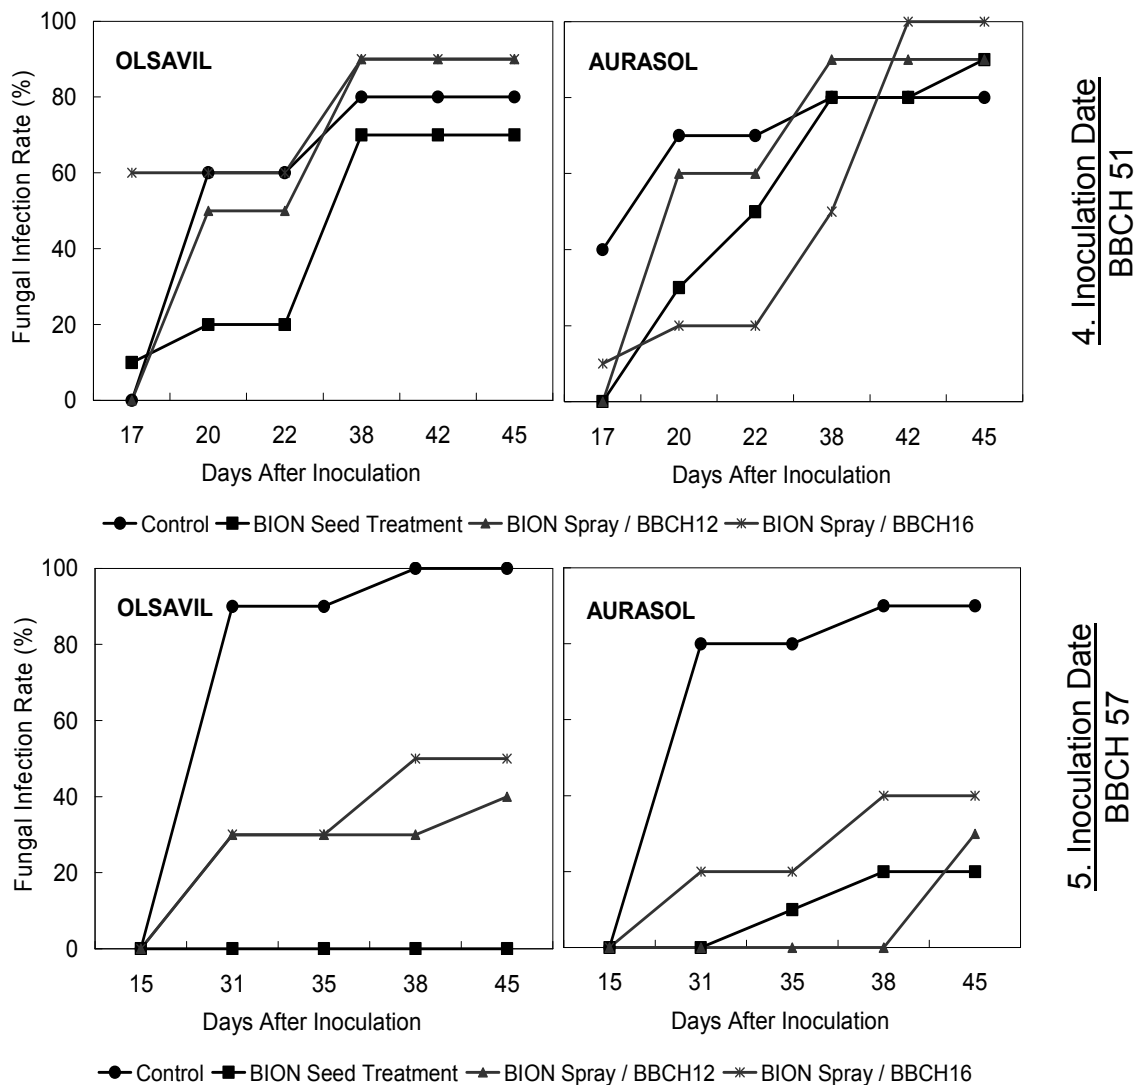 100
80
60
40
20
0
Fungal Infection Rate (%)
OLSAVIL
17 20 22 38 42 45
Days After Inoculation
AURASOL
17 20 22 38 42 45
Days After Inoculation
4. Inoculation Date
BBCH 51
Control BION Seed Treatment BION Spray / BBCH12 BION Spray / BBCH16
100
80
60
40
20
0
Fungal Infection Rate (%)
OLSAVIL
15 31 35 38 45
Days After Inoculation
AURASOL
15 31 35 38 45
Days After Inoculation
5. Inoculation Date
BBCH 57
Control BION Seed Treatment BION Spray / BBCH12 BION Spray / BBCH16